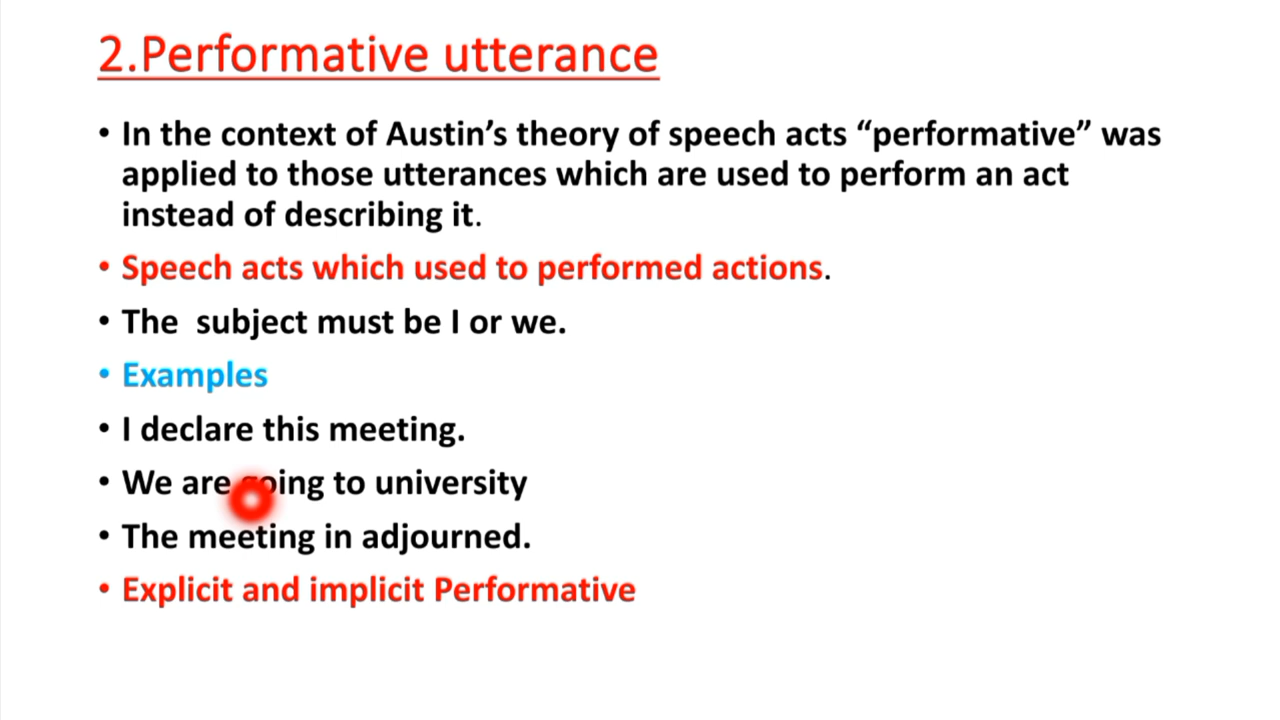 2.Performative utterance
• In the context of Austin’s theory of speech acts “performative” was
applied to those utterances which are used to perform an act
instead of describing it.
• Speech acts which used to performed actions.
• The subject must be I or we.
• Examples
• I declare this meeting.
• We are going to university
• The meeting in adjourned.
• Explicit and implicit Performative